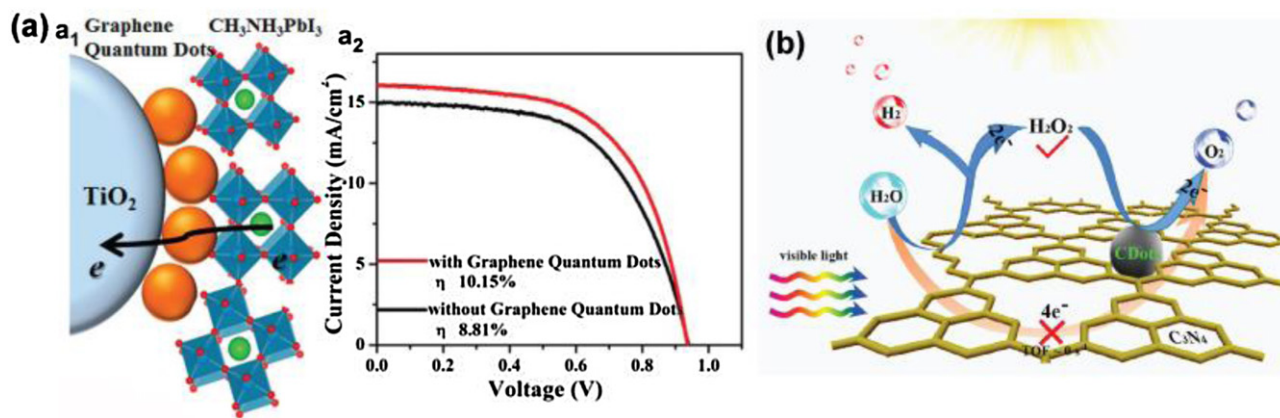 (a)
a1 Graphene CH3NH3PbI3
Quantum Dots
TiO2
e
e
a2
Current Density (mA/cm2)
20
15
10
5
0
with Graphene Quantum Dots
η 10.15%
without Graphene Quantum Dots
η 8.81%
0.0 0.2 0.4 0.6 0.8 1.0
Voltage (V)
(b)
H2
2e-
H2O2
O2
H2O
2e-
CDots
visible light
4e-
C3N4